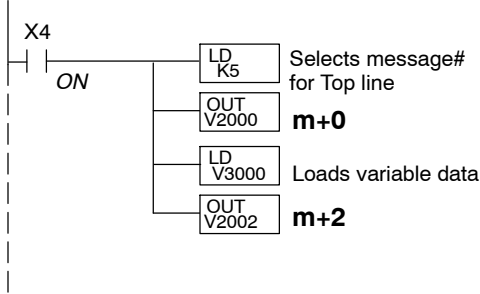 X4
ON
LD
K5
Selects message#
for Top line
OUT
V2000
m+0
LD
V3000
Loads variable data
OUT
V2002
m+2